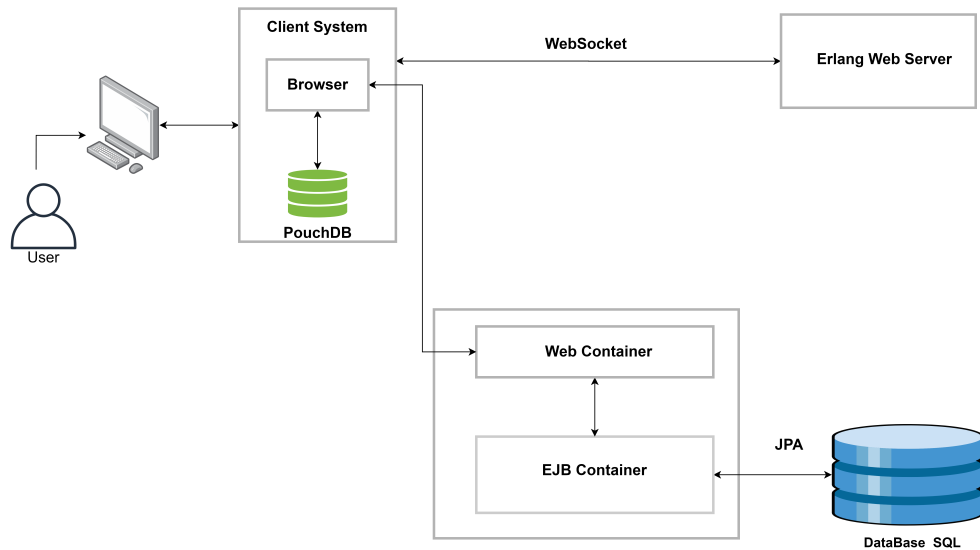 Client System
WebSocket
Erlang Web Server
Browser
PouchDB
User
Web Container
EJB Container
JPA
DataBase SQL